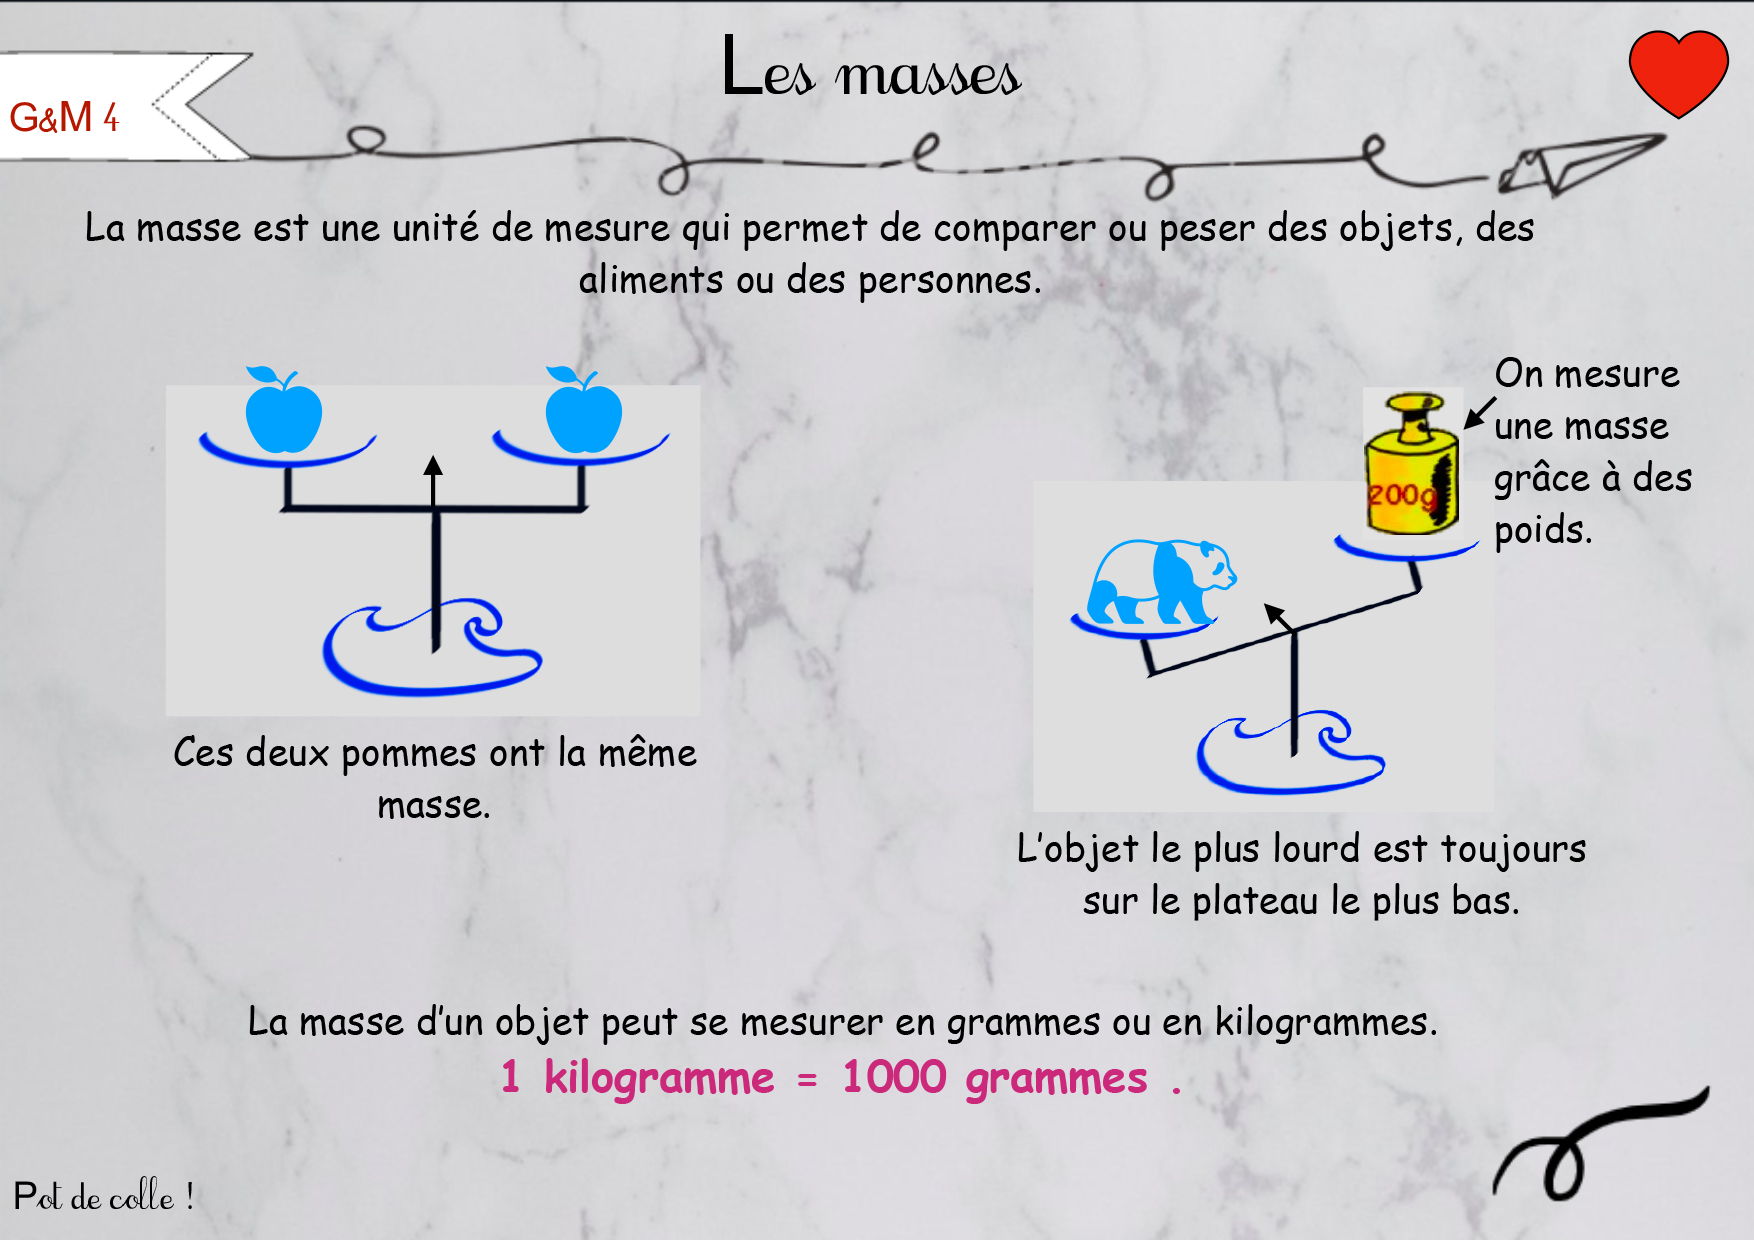 Les masses
G&M 4
La masse est une unité de mesure qui permet de comparer ou peser des objets, des
aliments ou des personnes.
On mesure
une masse
grâce à des
poids.
200g
Ces deux pommes ont la même
masse.
L'objet le plus lourd est toujours
sur le plateau le plus bas.
La masse d'un objet peut se mesurer en grammes ou en kilogrammes.
1 kilogramme = 1000 grammes .
Pot de colle !